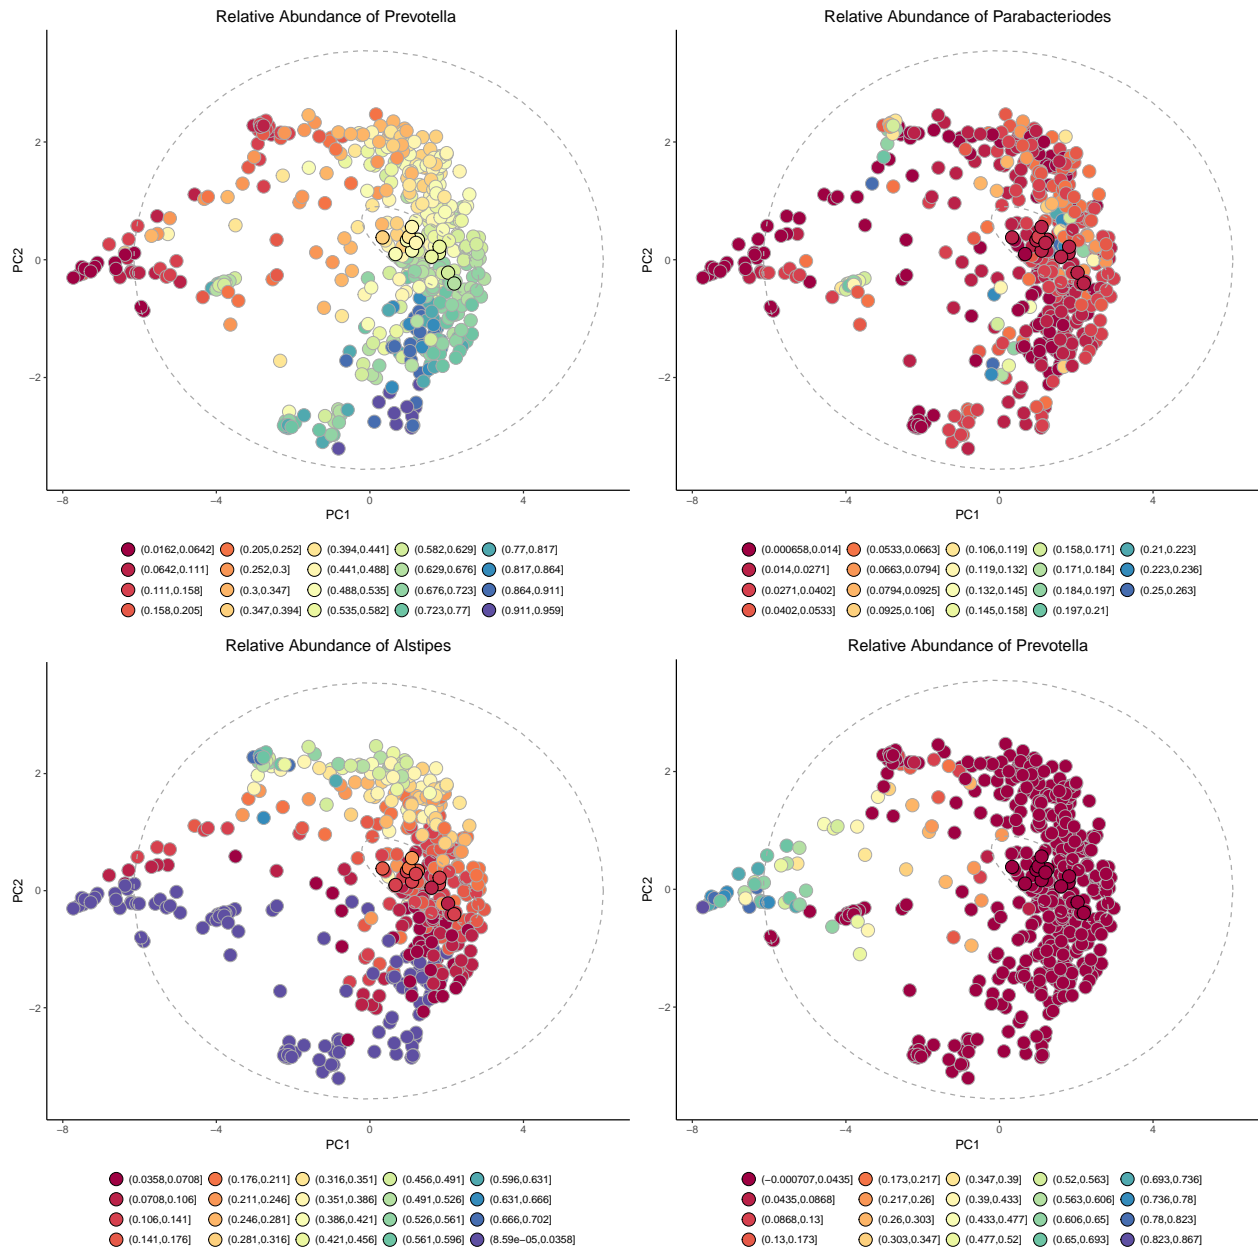 Relative Abundance of Prevotella
Relative Abundance of Parabacteriodes
2
0
−2
PC2
−8
−4
0
4
PC1
2
0
−2
PC2
−8
−4
0
4
PC1
(0.0162,0.0642] (0.205,0.252] (0.394,0.441] (0.582,0.629] (0.77,0.817]
(0.0642,0.111] (0.252,0.3] (0.441,0.488] (0.629,0.676] (0.817,0.864]
(0.111,0.158] (0.3,0.347] (0.488,0.535] (0.676,0.723] (0.864,0.911]
(0.158,0.205] (0.347,0.394] (0.535,0.582] (0.723,0.77] (0.911,0.959]
(0.000658,0.014] (0.0533,0.0663] (0.106,0.119] (0.158,0.171] (0.21,0.223]
(0.014,0.0271] (0.0663,0.0794] (0.119,0.132] (0.171,0.184] (0.223,0.236]
(0.0271,0.0402] (0.0794,0.0925] (0.132,0.145] (0.184,0.197] (0.25,0.263]
(0.0402,0.0533] (0.0925,0.106] (0.145,0.158] (0.197,0.21]
Relative Abundance of Alstipes
Relative Abundance of Prevotella
2
0
−2
PC2
−8
−4
0
4
PC1
2
0
−2
PC2
−8
−4
0
4
PC1
(0.0358,0.0708] (0.176,0.211] (0.316,0.351] (0.456,0.491] (0.596,0.631]
(0.0708,0.106] (0.211,0.246] (0.351,0.386] (0.491,0.526] (0.631,0.666]
(0.106,0.141] (0.246,0.281] (0.386,0.421] (0.526,0.561] (0.666,0.702]
(0.141,0.176] (0.281,0.316] (0.421,0.456] (0.561,0.596] (8.59e−05,0.0358]
(−0.000707,0.0435] (0.173,0.217] (0.347,0.39] (0.52,0.563] (0.693,0.736]
(0.0435,0.0868] (0.217,0.26] (0.39,0.433] (0.563,0.606] (0.736,0.78]
(0.0868,0.13] (0.26,0.303] (0.433,0.477] (0.606,0.65] (0.78,0.823]
(0.13,0.173] (0.303,0.347] (0.477,0.52] (0.65,0.693] (0.823,0.867]